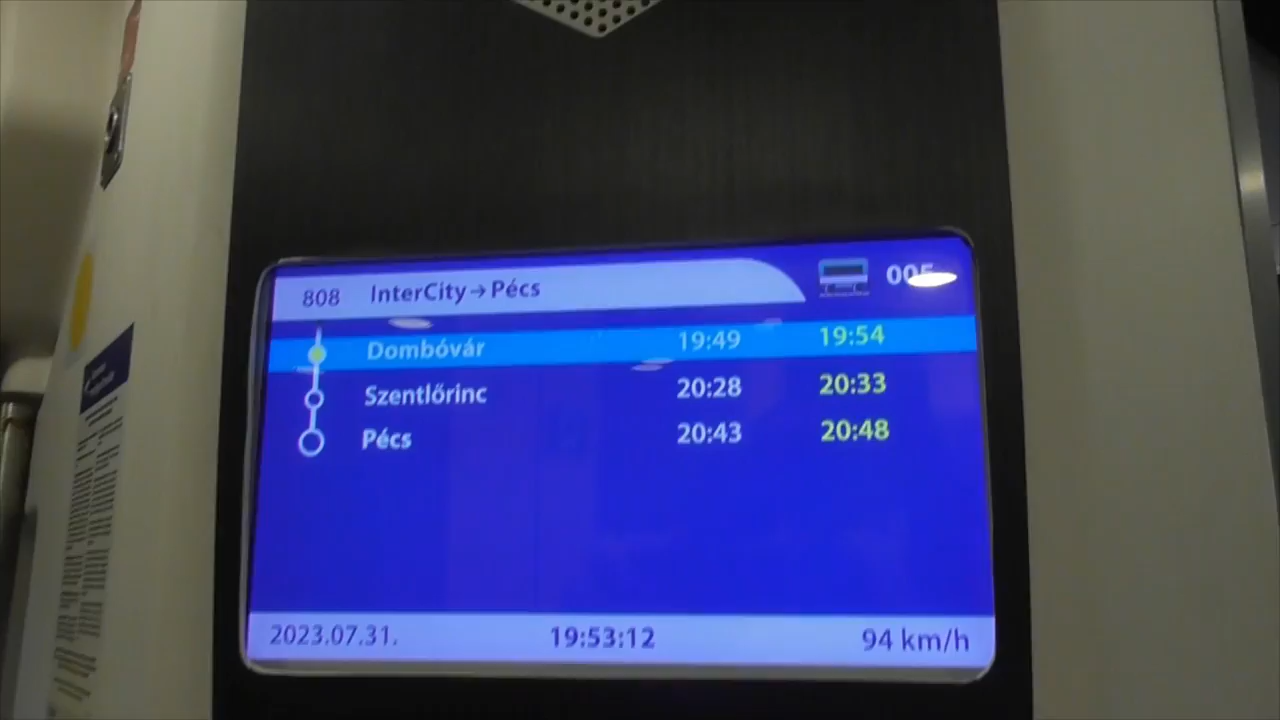 808 InterCity→Pécs 005
Dombóvár 19:49 19:54
Szentlőrinc 20:28 20:33
Pécs 20:43 20:48
2023.07.31. 19:53:12 94 km/h